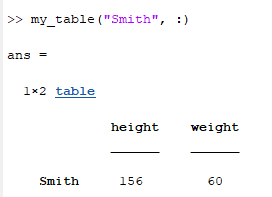 >> my_table("Smith", :)
ans =
1×2 table
height weight
Smith 156 60